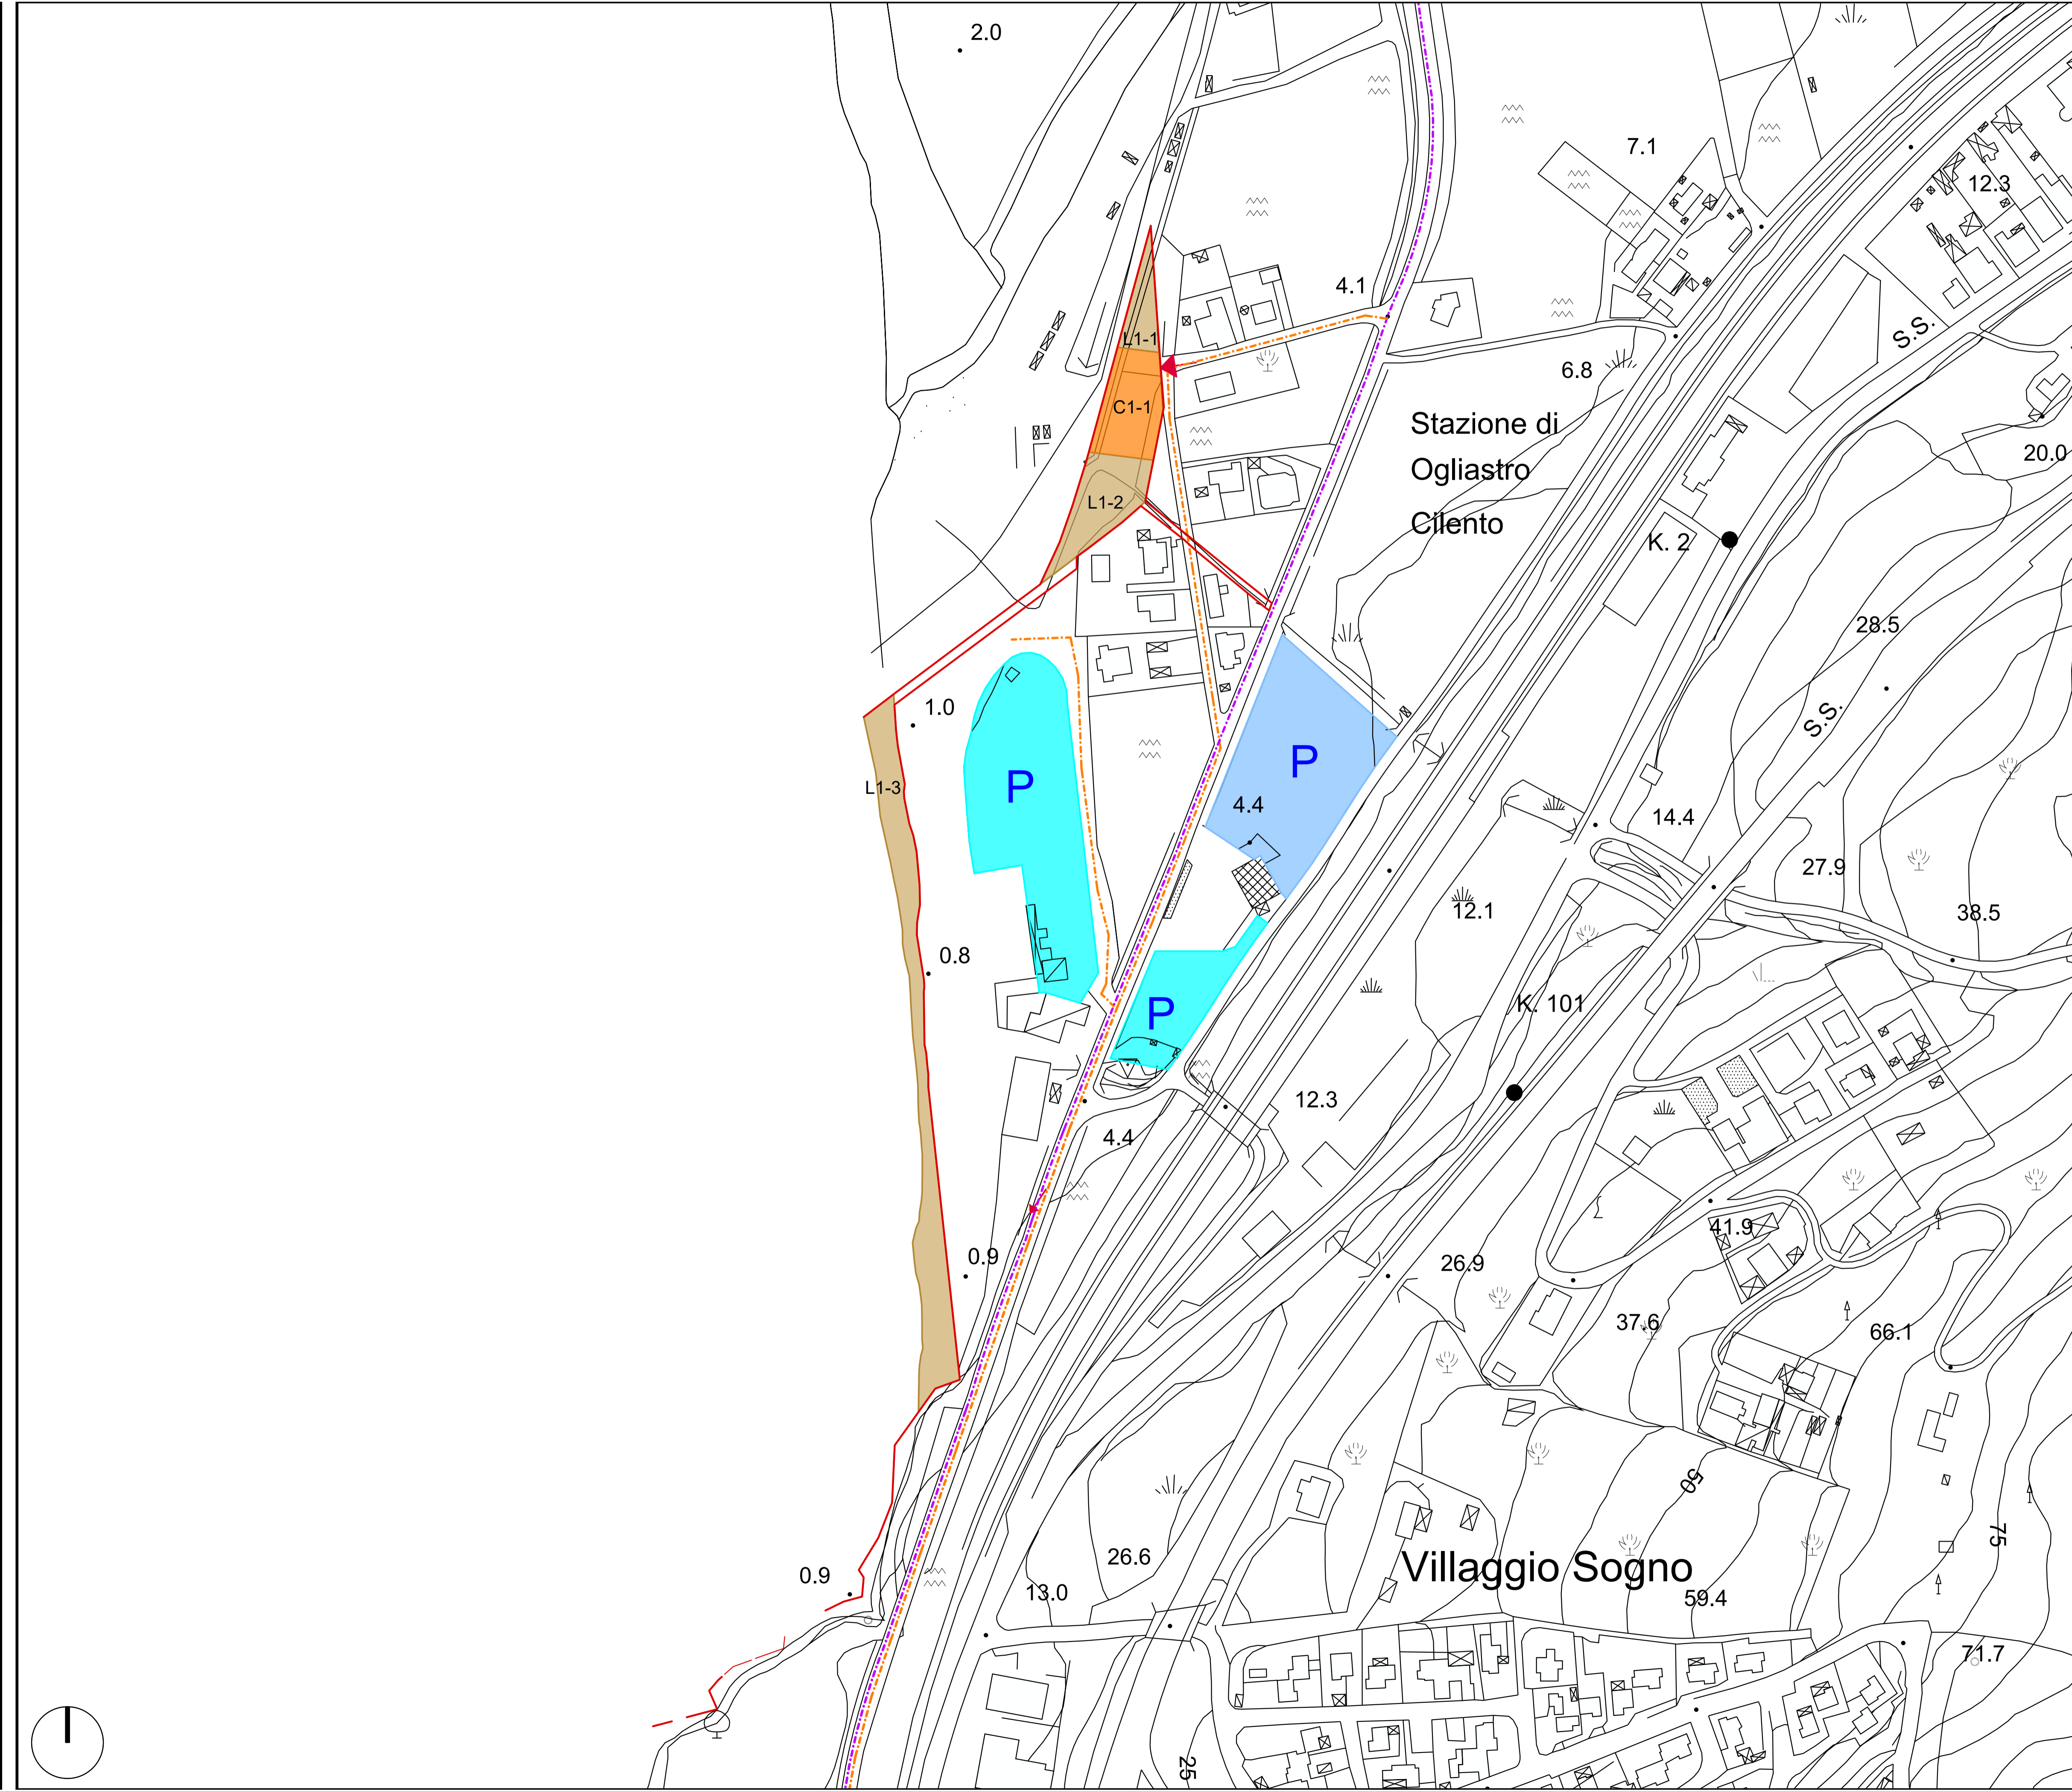 2.0
7.1
12.3
4.1
S.S.
L1-1
6.8
C1-1
Stazione di
Ogliastro
Cilento
20.0
L1-2
K. 2
28.5
1.0
S.S.
P
P
L1-3
4.4
14.4
27.9
12.1
38.5
0.8
K. 101
P
12.3
4.4
41.9
0.9
26.9
37.6
66.1
50
75
26.6
Villaggio Sogno
0.9
13.0
59.4
71.7
25